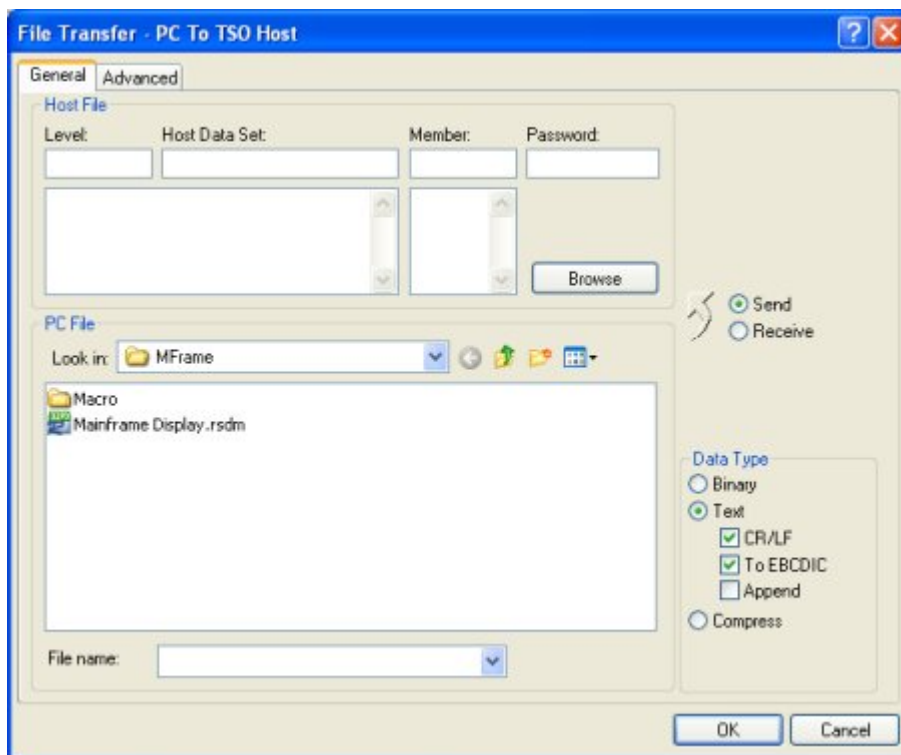 File Transfer - PC To TSO Host
General Advanced
Host File
Level: Host Data Set: Member: Password:
Browse
Send
Receive
PC File
Look in: MFrame
Macro
Mainframe Display.rsdm
Data Type
Binary
Text
CR/LF
To EBCDIC
Append
Compress
File name:
OK Cancel